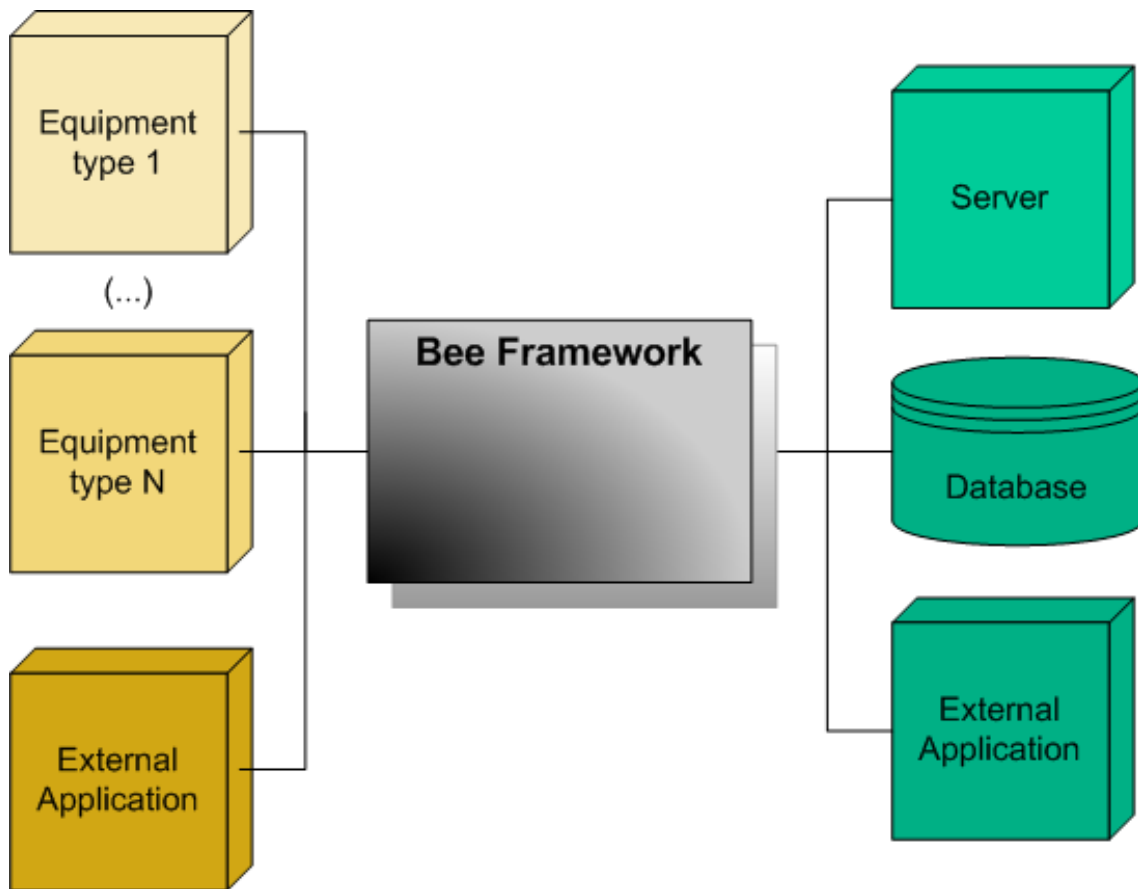 Equipment
type 1
(...)
Equipment
type N
External
Application
Bee Framework
Server
Database
External
Application